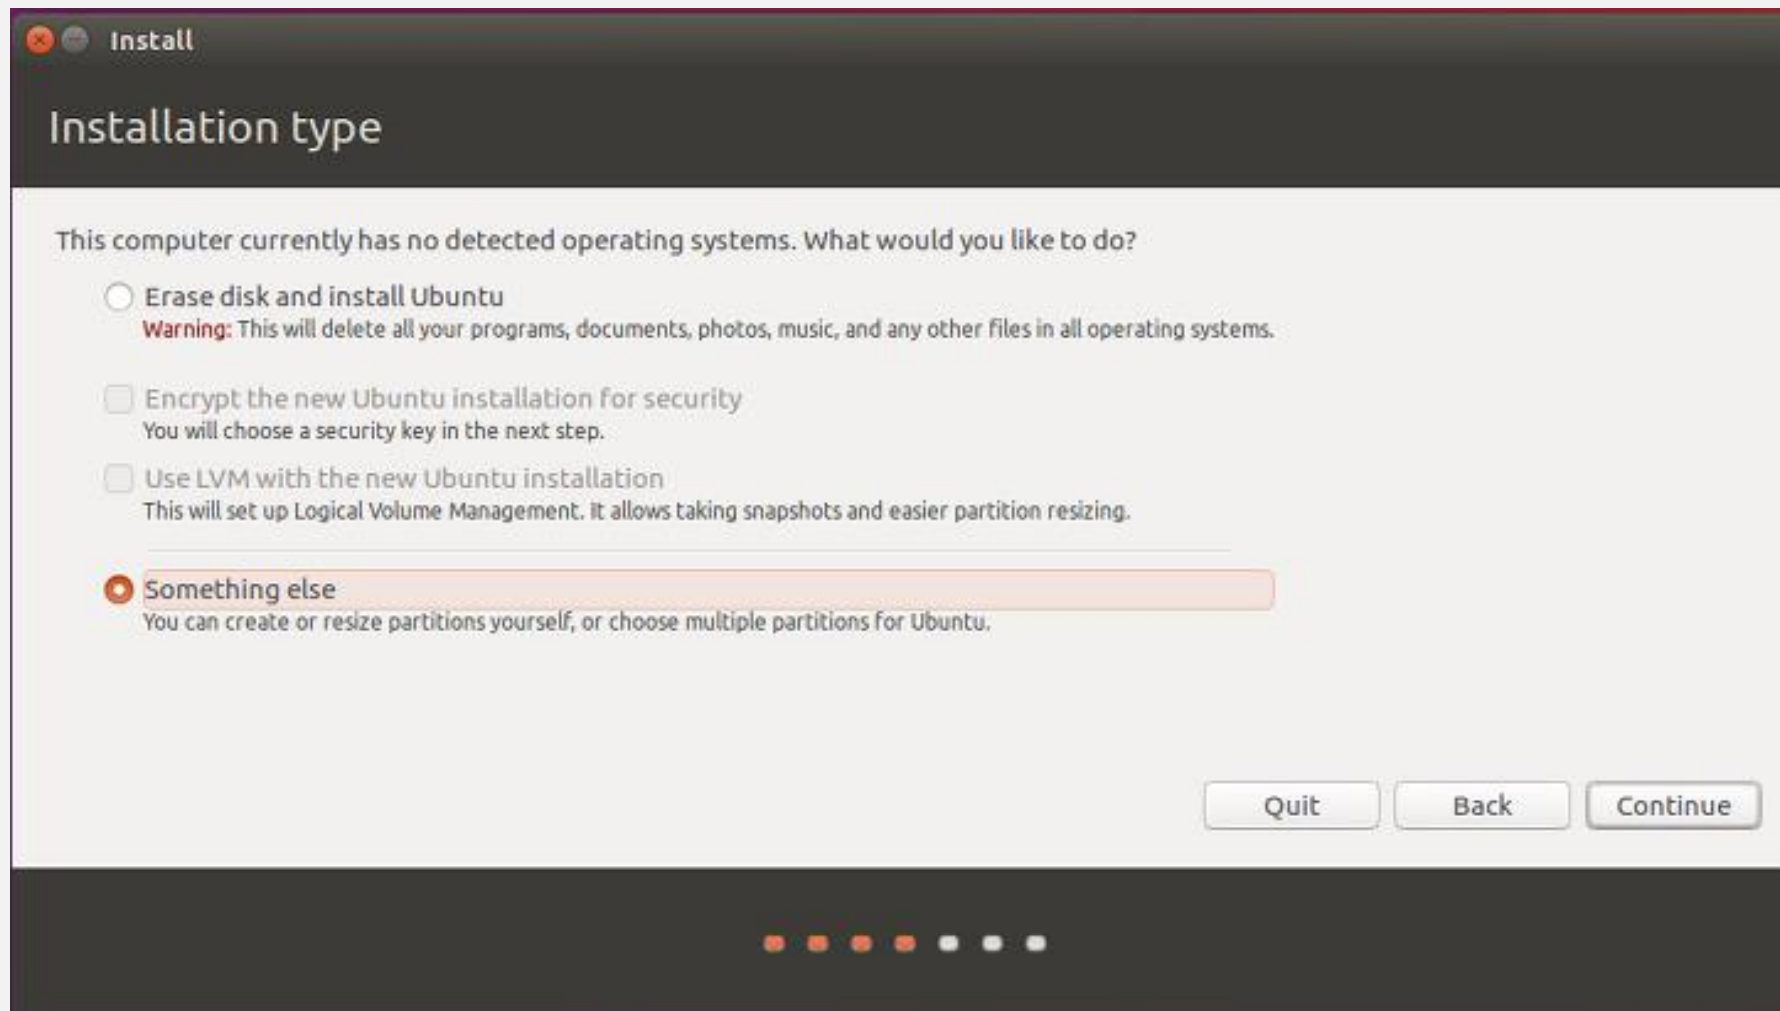 Install
Installation type
This computer currently has no detected operating systems. What would you like to do?
Erase disk and install Ubuntu
Warning: This will delete all your programs, documents, photos, music, and any other files in all operating systems.
Encrypt the new Ubuntu installation for security
You will choose a security key in the next step.
Use LVM with the new Ubuntu installation
This will set up Logical Volume Management. It allows taking snapshots and easier partition resizing.
Something else
You can create or resize partitions yourself, or choose multiple partitions for Ubuntu.
Quit Back Continue